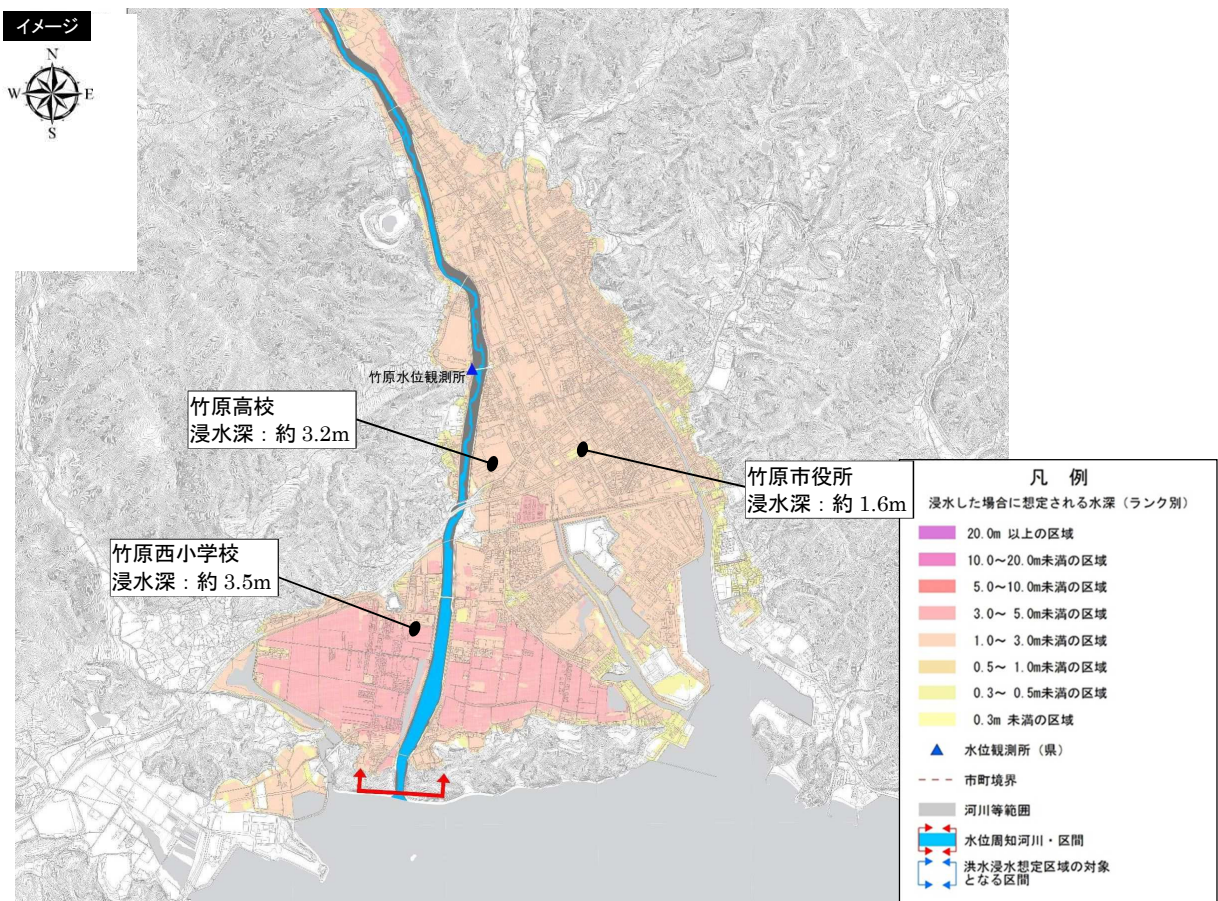 イメージ
N
W
E
S
竹原水位観測所
竹原高校
浸水深：約 3.2m
竹原市役所
浸水深：約 1.6m
竹原西小学校
浸水深：約 3.5m
凡 例
浸水した場合に想定される水深（ランク別）
20.0m 以上の区域
10.0～20.0m未満の区域
5.0～10.0m未満の区域
3.0～ 5.0m未満の区域
1.0～ 3.0m未満の区域
0.5～ 1.0m未満の区域
0.3～ 0.5m未満の区域
0.3m 未満の区域
水位観測所（県）
市町境界
河川等範囲
水位周知河川・区間
洪水浸水想定区域の対象
となる区間